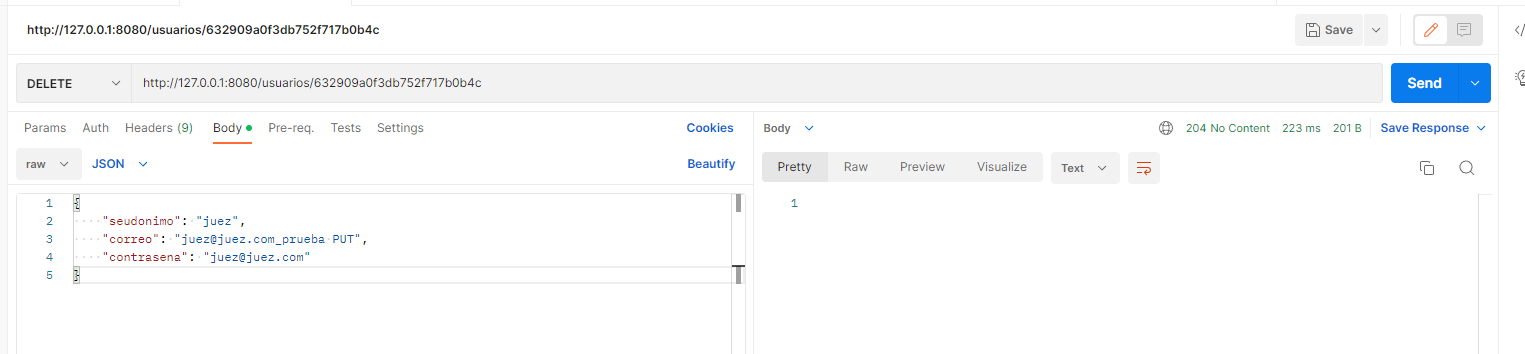 http://127.0.0.1:8080/usuarios/632909a0f3db752f717b0b4c
Save
DELETE
http://127.0.0.1:8080/usuarios/632909a0f3db752f717b0b4c
Send
Params Auth Headers (9) Body Pre-req. Tests Settings Cookies
Body 204 No Content 223 ms 201 B Save Response
raw JSON Beautify
Pretty Raw Preview Visualize Text
1 {
2 "seudonimo": "juez",
3 "correo": "juez@juez.com_prueba PUT",
4 "contrasena": "juez@juez.com"
5 }
1